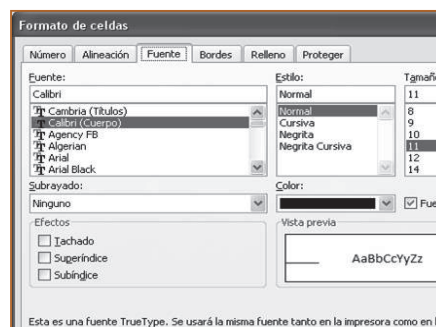 Formato de celdas
Número Alineación Fuente Bordes Relleno Proteger
Fuente: Estilo: Tamañ
Calibri Normal 11
Cambria (Títulos) Normal 8
Calibri (Cuerpo) Cursiva 9
Agency FB Negrita 10
Algerian Negrita Cursiva 11
Arial 12
Arial Black 14
Subrayado: Color:
Ninguno Fue
Efectos Vista previa
Tachado
Superíndice AaBbCcYyZz
Subíndice
Esta es una fuente TrueType. Se usará la misma fuente tanto en la impresora como en